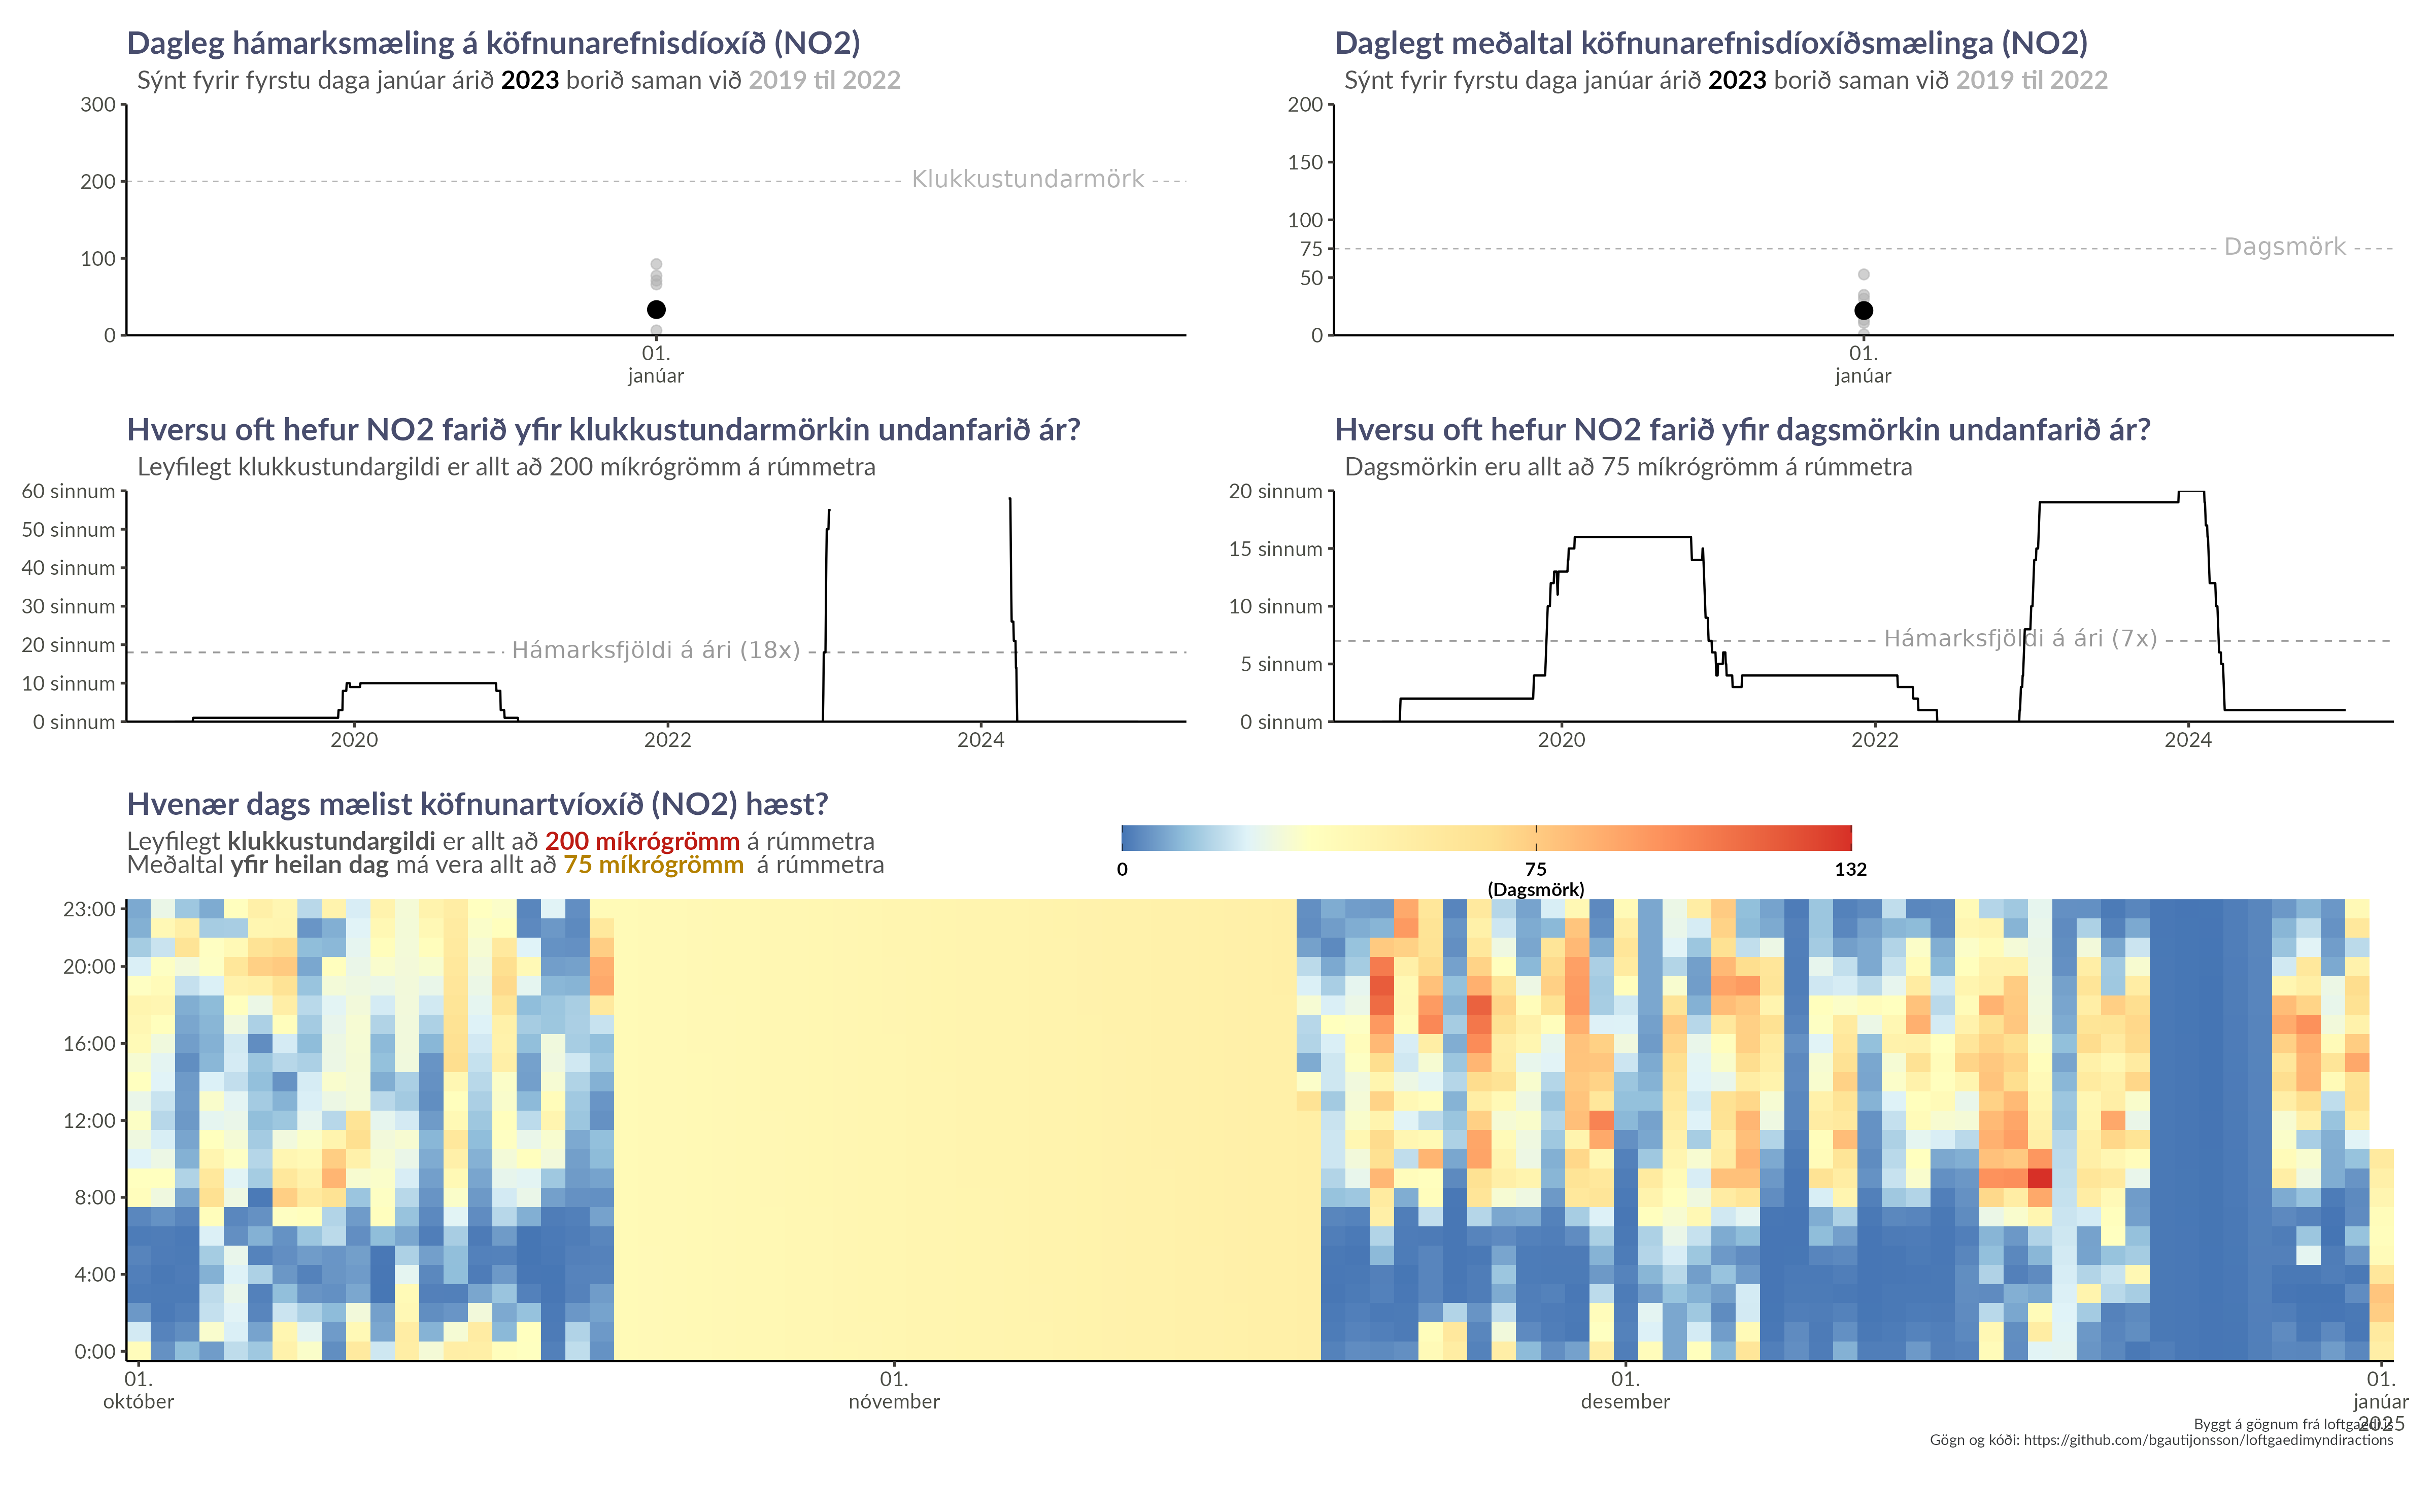 Dagleg hámarksmæling á köfnunarefnisdíoxíð (NO2)
Sýnt fyrir fyrstu daga janúar árið 2023 borið saman við 2019 til 2022
300
200
100
0
Klukkustundarmörk
01.
janúar
Daglegt meðaltal köfnunarefnisdíoxíðsmælinga (NO2)
Sýnt fyrir fyrstu daga janúar árið 2023 borið saman við 2019 til 2022
200
150
100
75
50
0
Dagsmörk
01.
janúar
Hversu oft hefur NO2 farið yfir klukkustundarmörkin undanfarið ár?
Leyfilegt klukkustundargildi er allt að 200 míkrógrömm á rúmmetra
60 sinnum
50 sinnum
40 sinnum
30 sinnum
20 sinnum
10 sinnum
0 sinnum
Hámarksfjöldi á ári (18x)
2020
2022
2024
Hversu oft hefur NO2 farið yfir dagsmörkin undanfarið ár?
Dagsmörkin eru allt að 75 míkrógrömm á rúmmetra
20 sinnum
15 sinnum
10 sinnum
5 sinnum
0 sinnum
Hámarksfjöldi á ári (7x)
2020
2022
2024
Hvenær dags mælist köfnunartvíoxíð (NO2) hæst?
Leyfilegt klukkustundargildi er allt að 200 míkrógrömm á rúmmetra
Meðaltal yfir heilan dag má vera allt að 75 míkrógrömm á rúmmetra
0
75
(Dagsmörk)
132
23:00
20:00
16:00
12:00
8:00
4:00
0:00
01.
október
01.
nóvember
01.
desember
01.
janúar
2025
Byggt á gögnum frá loftgaedi.is
Gögn og kóði: https://github.com/bgautijonsson/loftgaedimyndiractions